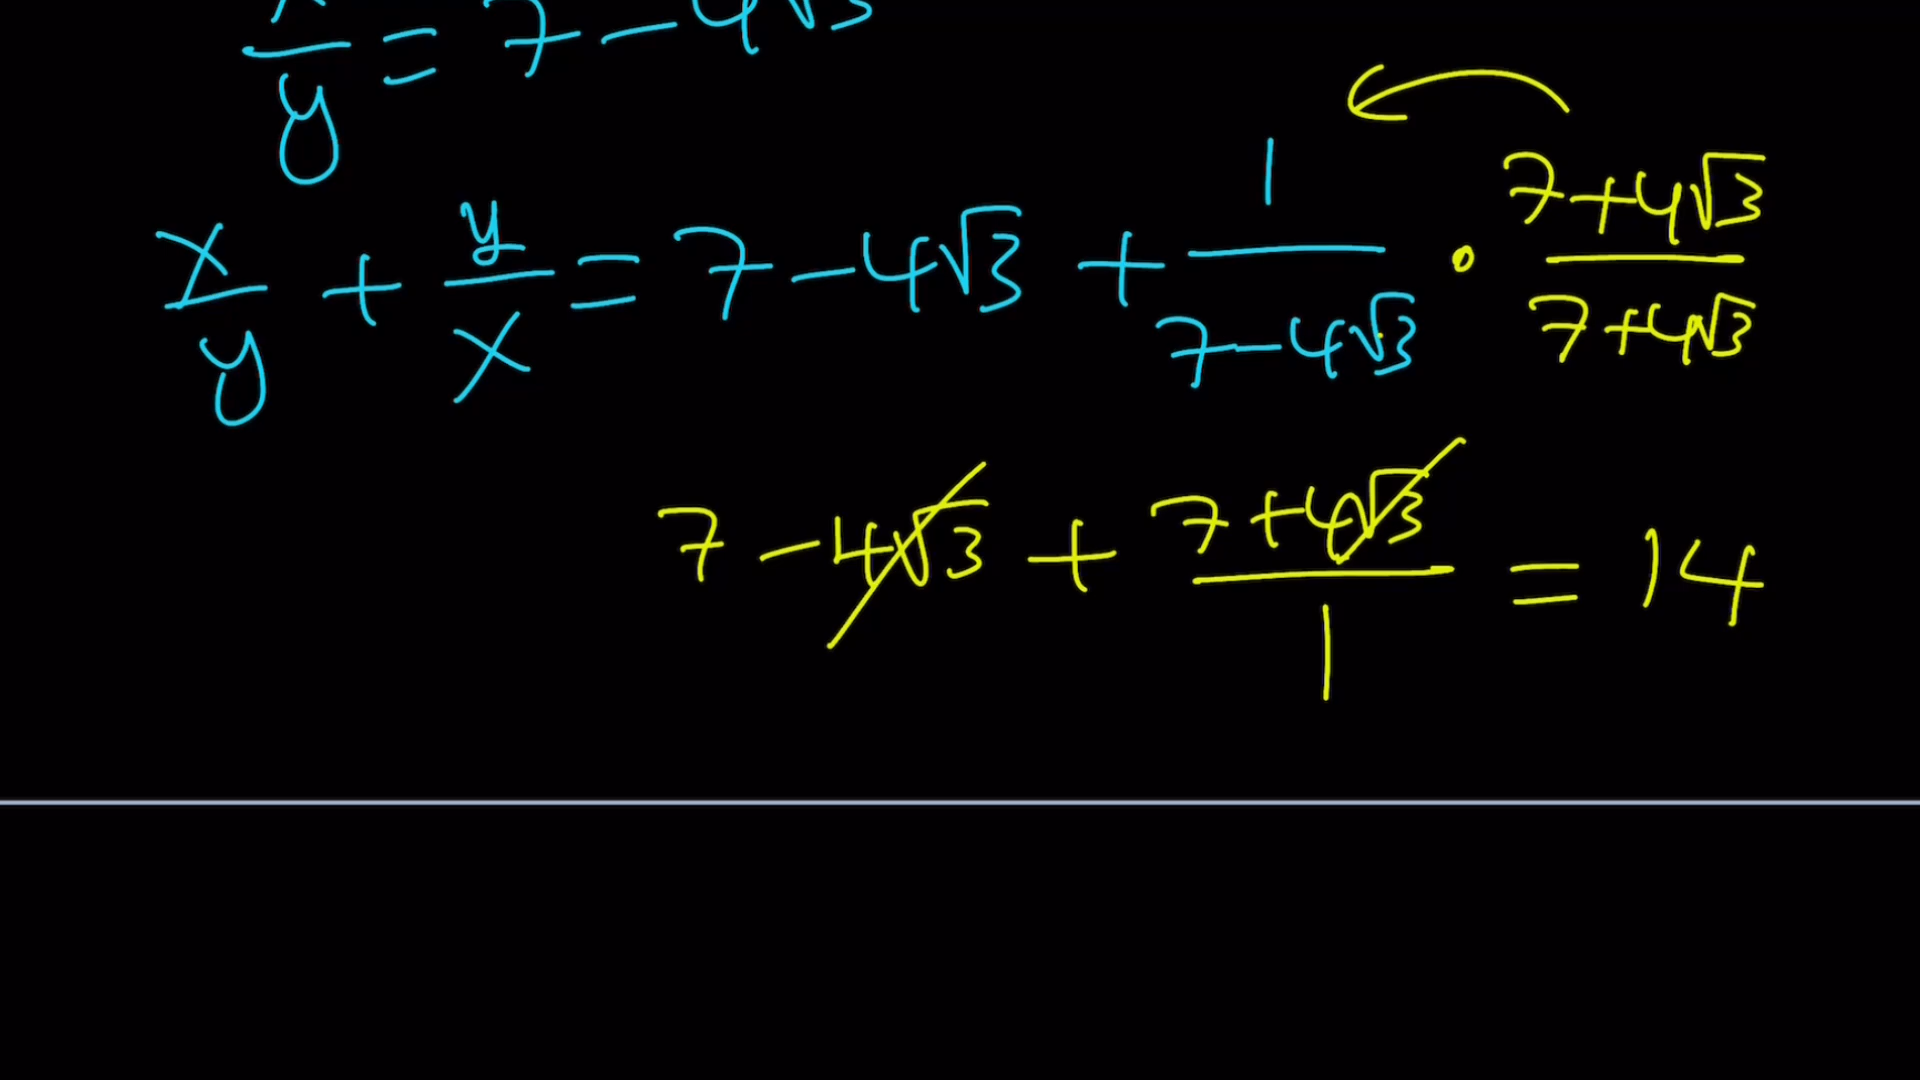 x/y = 7 - 4√3
x/y + y/x = 7 - 4√3 + 1/(7 - 4√3) · (7 + 4√3)/(7 + 4√3)
7 - 4√3 + (7 + 4√3)/1 = 14